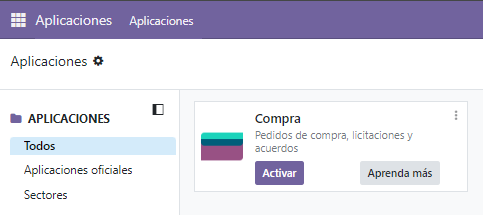 Aplicaciones Aplicaciones
Aplicaciones
APLICACIONES
Todos
Aplicaciones oficiales
Sectores
Compra
Pedidos de compra, licitaciones y
acuerdos
Activar Aprenda más